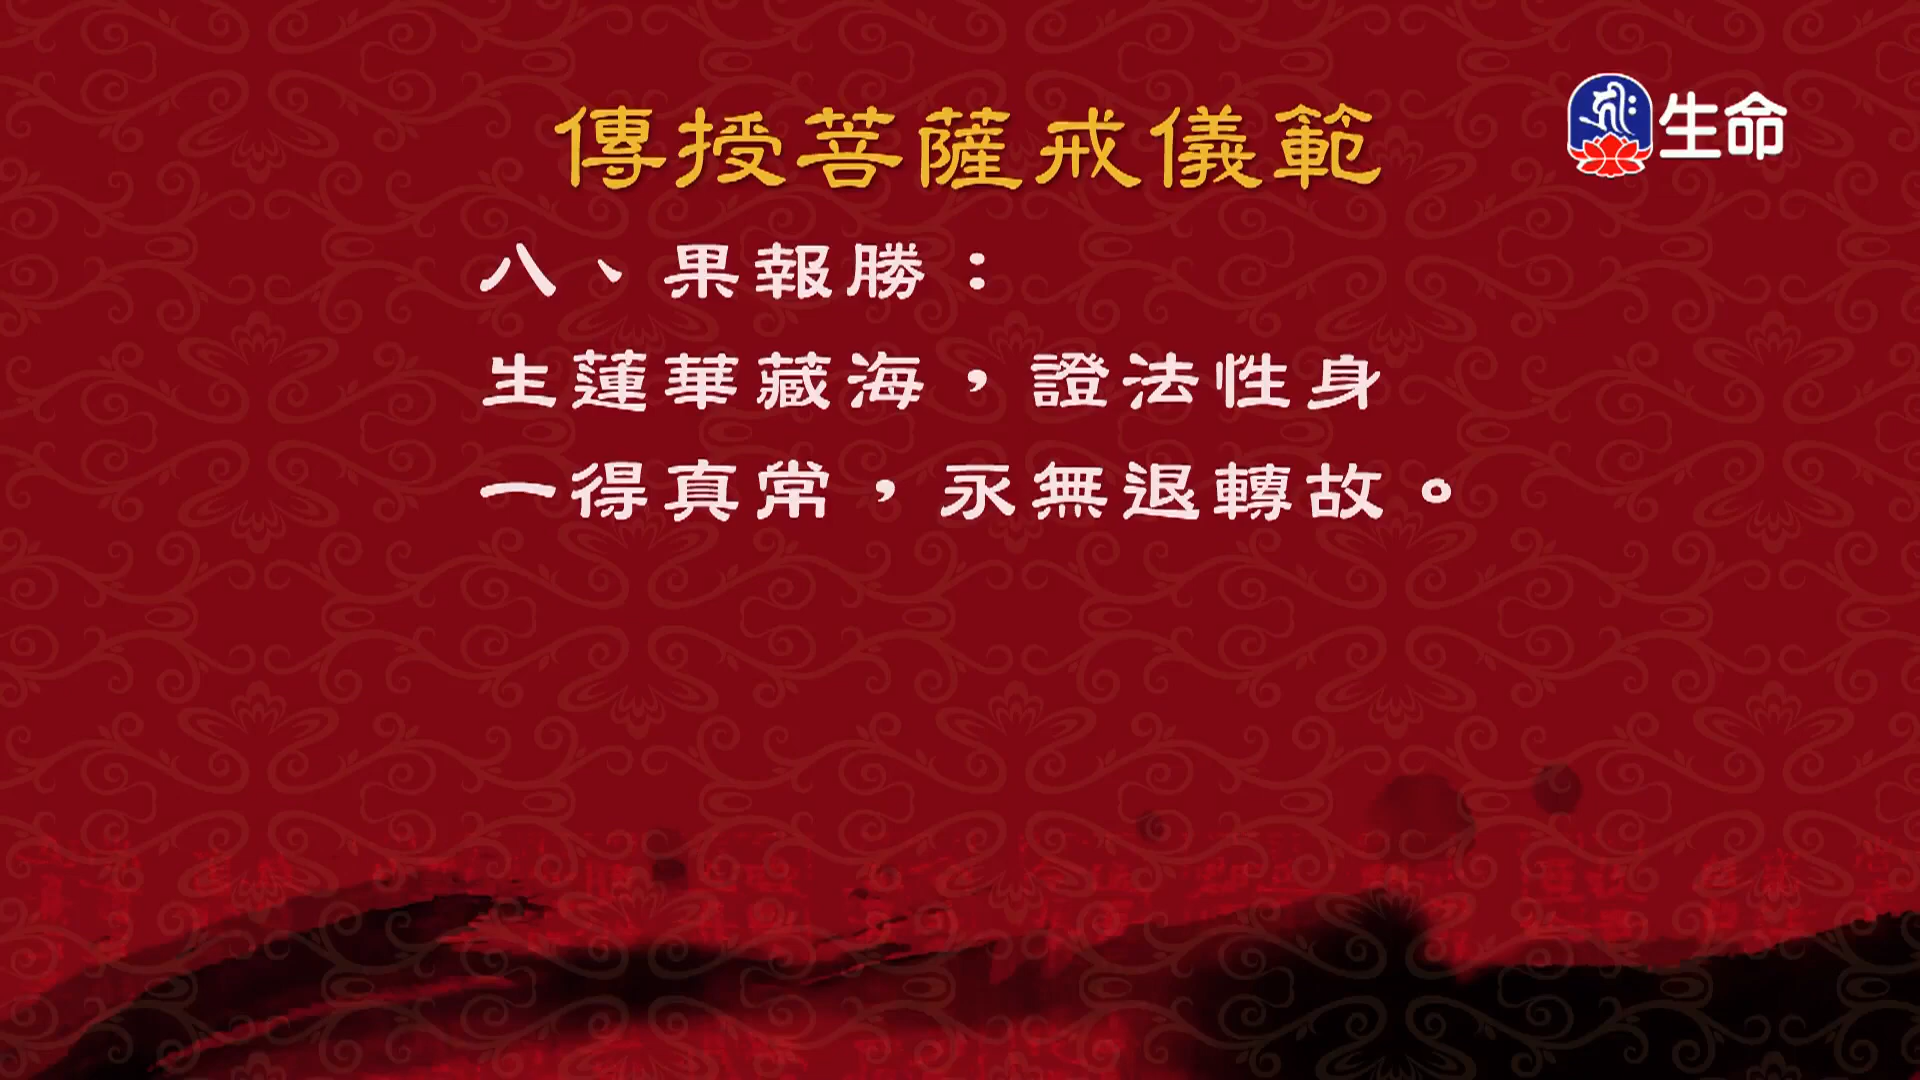 傳授菩薩戒儀範
生命
八、果報勝：
生蓮華藏海，證法性身
一得真常，永無退轉故。